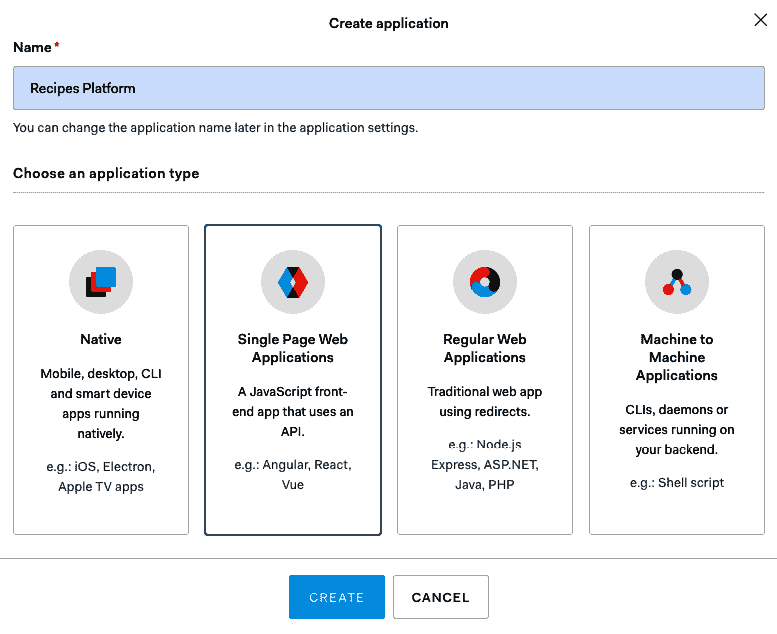 Create application
Name *
Recipes Platform
You can change the application name later in the application settings.
Choose an application type
Native
Mobile, desktop, CLI
and smart device
apps running
natively.
e.g.: iOS, Electron,
Apple TV apps
Single Page Web
Applications
A JavaScript front-
end app that uses an
API.
e.g.: Angular, React,
Vue
Regular Web
Applications
Traditional web app
using redirects.
e.g.: Node.js
Express, ASP.NET,
Java, PHP
Machine to
Machine
Applications
CLIs, daemons or
services running on
your backend.
e.g.: Shell script
CREATE
CANCEL